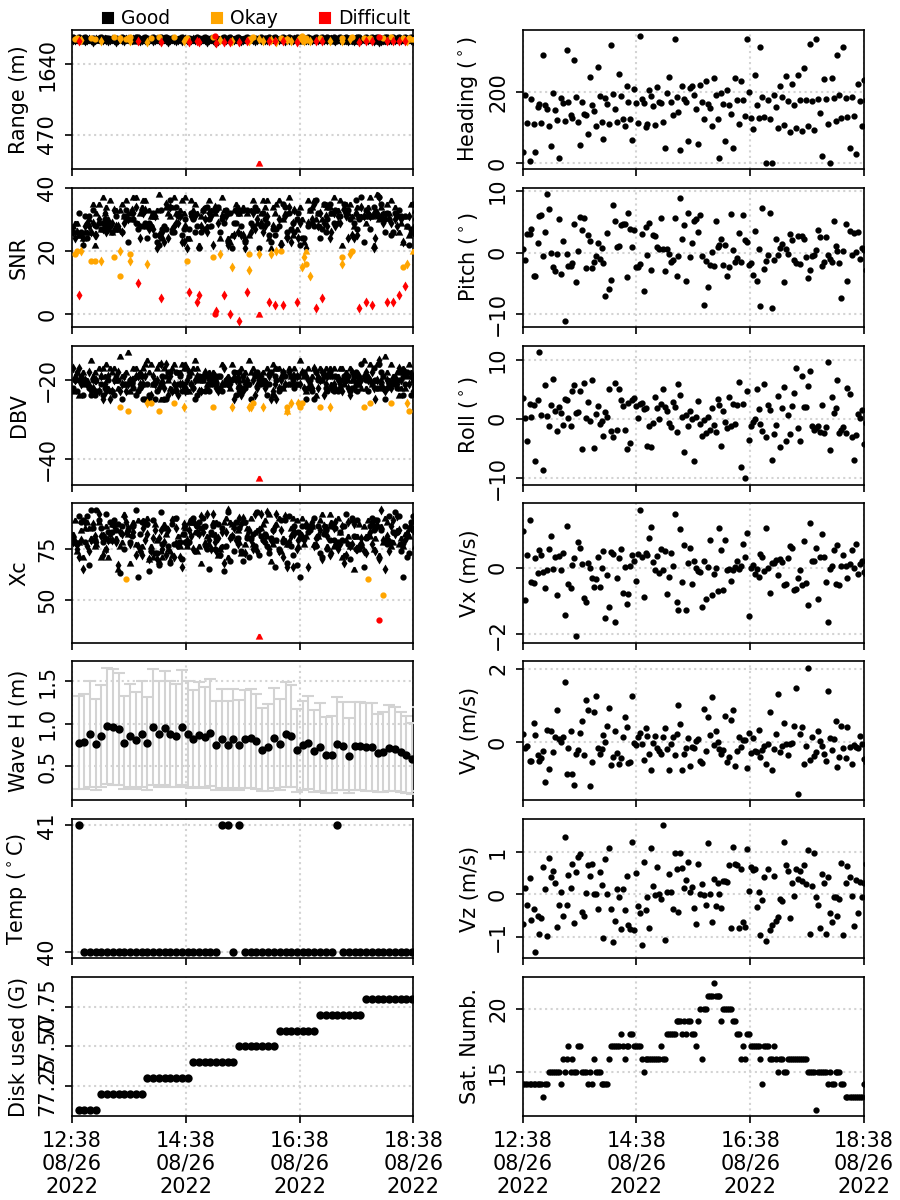 Good Okay Difficult
Range (m) 1640 470
Heading (°) 200 0
SNR 40 20 0
Pitch (°) 10 0 −10
DBV −20 −40
Roll (°) 10 0 −10
Xc 75 50
Vx (m/s) 0 −2
Wave H (m) 1.5 1.0 0.5
Vy (m/s) 2 0
Temp (°C) 41 40
Vz (m/s) 1 0 −1
Disk used (G) 77.75 77.50 77.25
Sat. Numb. 20 15
12:38 14:38 16:38 18:38 12:38 14:38 16:38 18:38
08/26 08/26 08/26 08/26 08/26 08/26 08/26 08/26
2022 2022 2022 2022 2022 2022 2022 2022